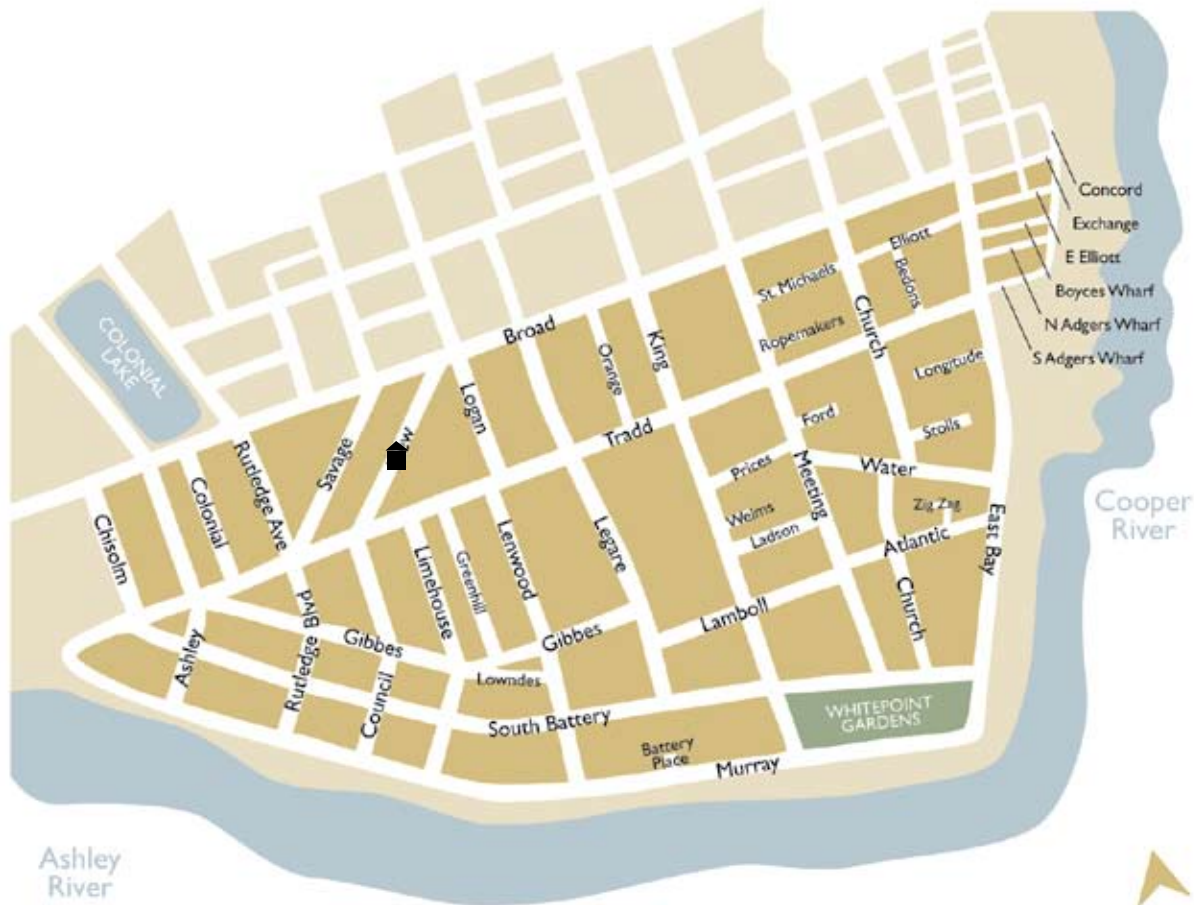 Concord
Exchange
E Elliott
Boyces Wharf
N Adgers Wharf
S Adgers Wharf
COLONIAL
LAKE
Broad
Elliott
St. Michaels
Bedons
Church
Ropemakers
King
Orange
Logan
Longitude
Tradd
Ford
Stolls
Savage
Rutledge Ave
Colonial
Chisolm
Prices
Water
Meeting
Weims
Ladson
Zig Zag
Atlantic
East Bay
Cooper
River
Legare
Lenwood
Greenhill
Limehouse
Church
Lamboll
Gibbes
Gibbes
Rutledge Blvd
Ashley
Council
Lowndes
South Battery
WHITEPOINT
GARDENS
Battery
Place
Murray
Ashley
River